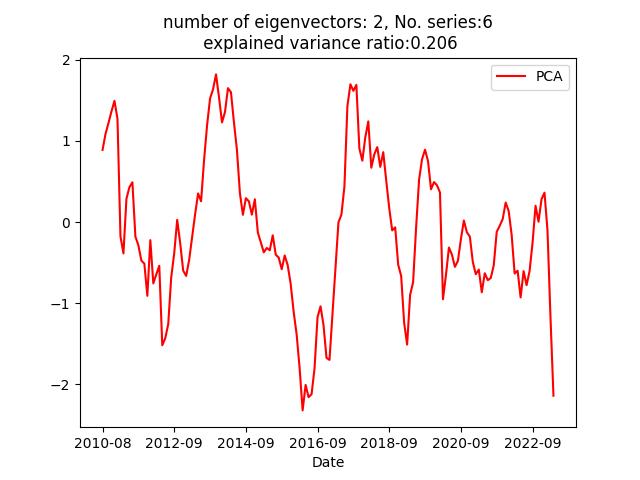 number of eigenvectors: 2, No. series:6
explained variance ratio:0.206
PCA
2
1
0
−1
−2
2010-08 2012-09 2014-09 2016-09 2018-09 2020-09 2022-09
Date